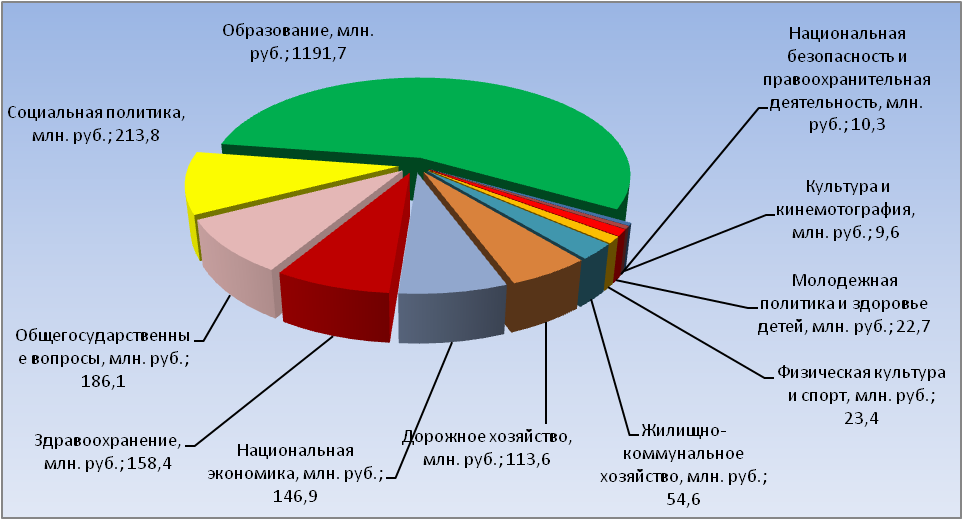 Образование, млн.
руб.; 1191,7
Национальная
безопасность и
правоохранительная
деятельность, млн.
руб.; 10,3
Социальная политика,
млн. руб.; 213,8
Культура и
кинемотография,
млн. руб.; 9,6
Молодежная
политика и здоровье
детей, млн. руб.; 22,7
Общегосударственны
е вопросы, млн. руб.;
186,1
Физическая культура
и спорт, млн. руб.;
23,4
Здравоохранение,
млн. руб.; 158,4
Национальная
экономика, млн. руб.;
146,9
Дорожное хозяйство,
млн. руб.; 113,6
Жилищно-
коммунальное
хозяйство, млн. руб.;
54,6